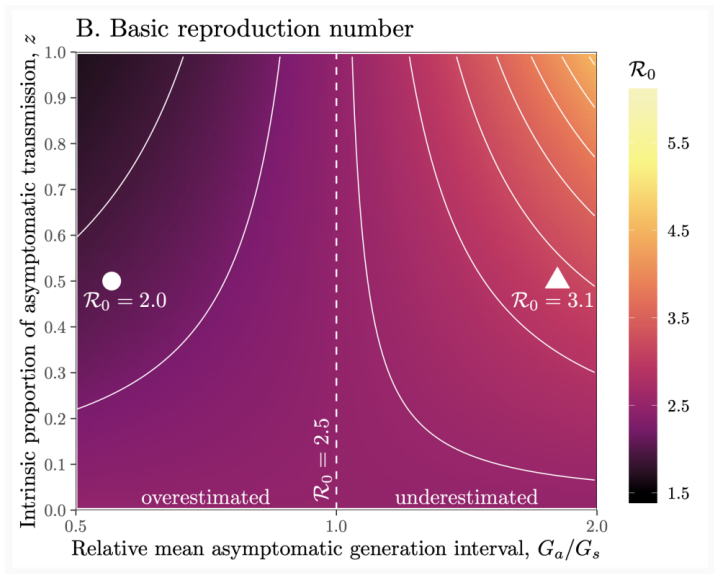 B. Basic reproduction number
Intrinsic proportion of asymptomatic transmission, z
1.0
0.9
0.8
0.7
0.6
0.5
0.4
0.3
0.2
0.1
0.0
ℛ₀ = 2.0
ℛ₀ = 2.5
ℛ₀ = 3.1
overestimated
underestimated
0.5
1.0
2.0
Relative mean asymptomatic generation interval, Gₐ/Gₛ
ℛ₀
5.5
4.5
3.5
2.5
1.5